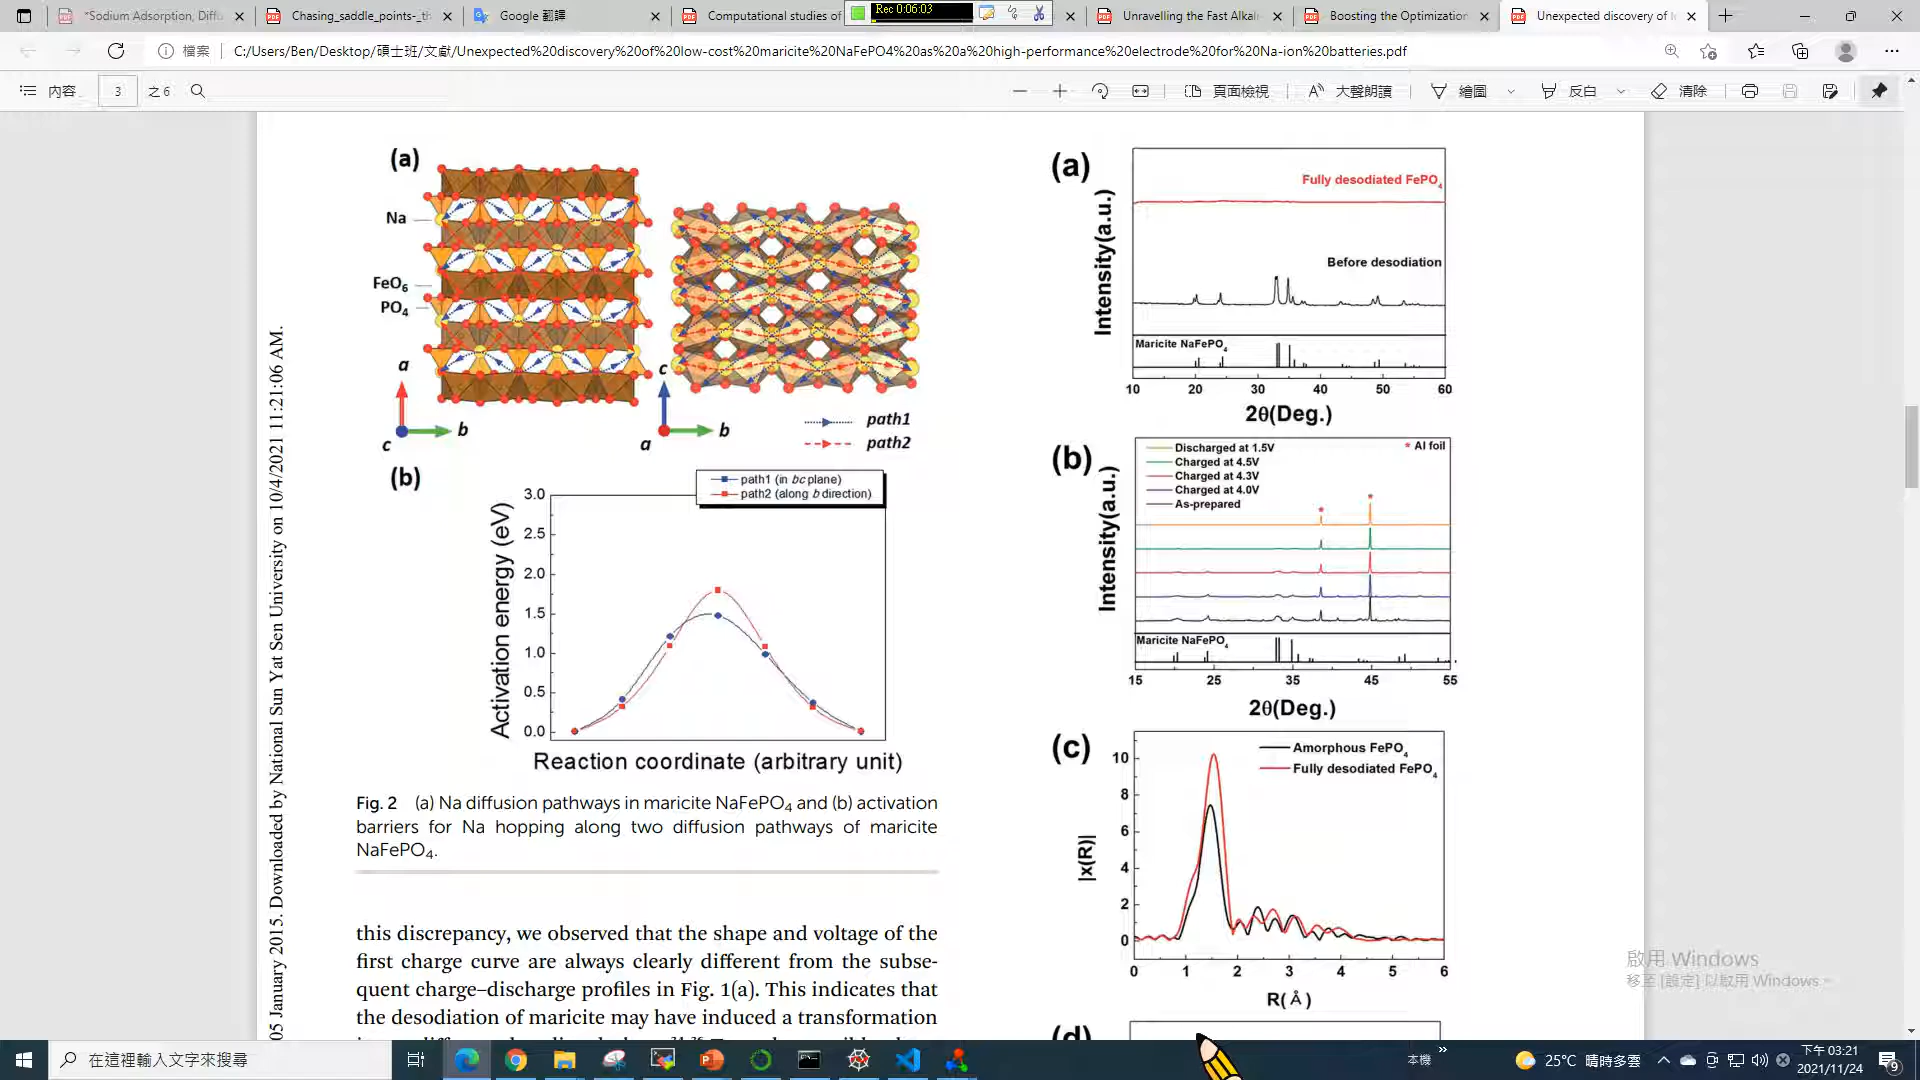 "Sodium Adsorption, Diffu
Chasing_saddle_points-_th
Google 翻譯
Computational studies of
Rec 0:06:03
Unravelling the Fast Alkali
Boosting the Optimization
Unexpected discovery of l
檔案
C:/Users/Ben/Desktop/碩士班/文獻/Unexpected%20discovery%20of%20low-cost%20maricite%20NaFePO4%20as%20a%20high-performance%20electrode%20for%20Na-ion%20batteries.pdf
內容
3
之 6
頁面檢視
大聲朗讀
繪圖
反白
清除
05 January 2015. Downloaded by National Sun Yat Sen University on 10/4/2021 11:21:06 AM.
(a)
Na
FeO6
PO4
a
c
b
c
a
b
path1
path2
(b)
path1 (in bc plane)
path2 (along b direction)
Activation energy (eV)
3.0
2.5
2.0
1.5
1.0
0.5
0.0
Reaction coordinate (arbitrary unit)
Fig. 2 (a) Na diffusion pathways in maricite NaFePO4 and (b) activation
barriers for Na hopping along two diffusion pathways of maricite
NaFePO4.
this discrepancy, we observed that the shape and voltage of the
first charge curve are always clearly different from the subse-
quent charge–discharge profiles in Fig. 1(a). This indicates that
the desodiation of maricite may have induced a transformation
(a)
Intensity(a.u.)
Fully desodiated FePO4
Before desodiation
Maricite NaFePO4
10 20 30 40 50 60
2θ(Deg.)
(b)
Intensity(a.u.)
Discharged at 1.5V
Charged at 4.5V
Charged at 4.3V
Charged at 4.0V
As-prepared
* Al foil
*
*
Maricite NaFePO4
15 25 35 45 55
2θ(Deg.)
(c)
|x(R)|
Amorphous FePO4
Fully desodiated FePO4
10
8
6
4
2
0
0 1 2 3 4 5 6
R(Å)
(d)
啟用 Windows
移至 [設定] 以啟用 Windows。
在這裡輸入文字來搜尋
本機
25°C 晴時多雲
下午 03:21
2021/11/24
9